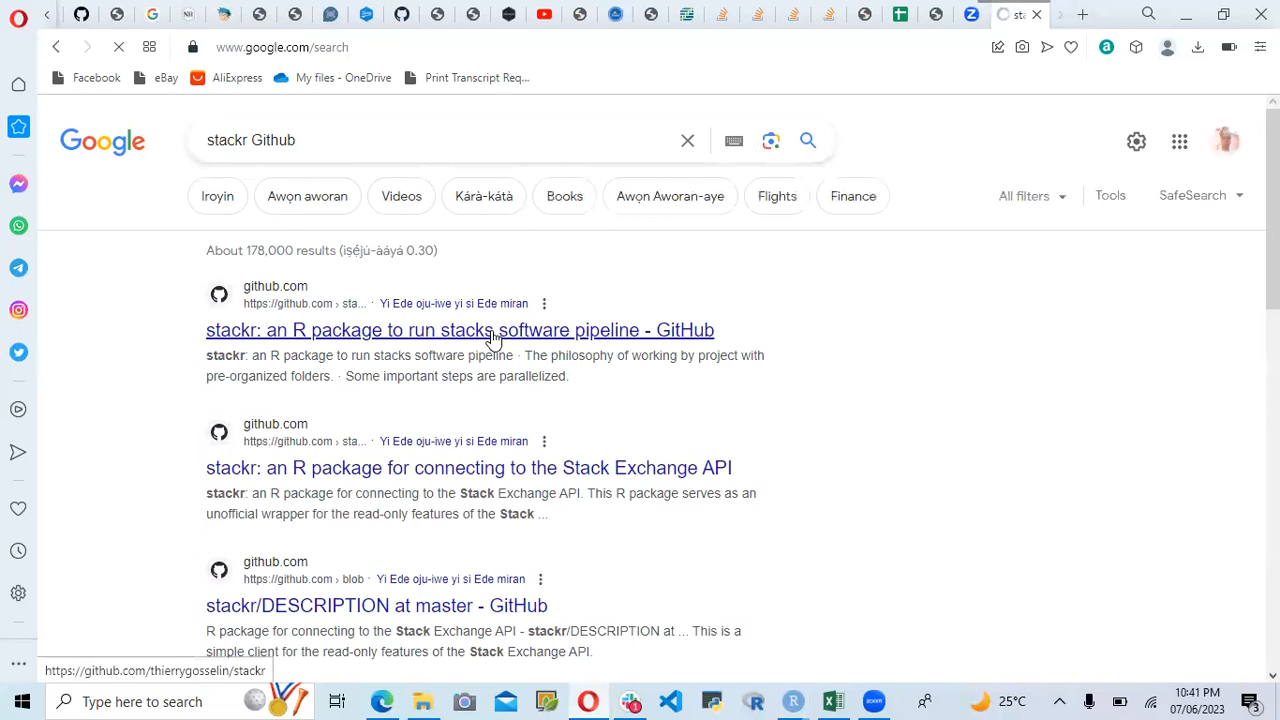 sta
www.google.com/search
Facebook eBay AliExpress My files - OneDrive Print Transcript Req...
Google stackr Github
Iroyin Awọn aworan Videos Kárà-kátà Books Awọn Aworan-aye Flights Finance All filters Tools SafeSearch
About 178,000 results (ìṣẹ́jú-àáyá 0.30)
github.com
https://github.com › sta... · Yi Ede oju-iwe yi si Ede miran
stackr: an R package to run stacks software pipeline - GitHub
stackr: an R package to run stacks software pipeline · The philosophy of working by project with
pre-organized folders. · Some important steps are parallelized.
github.com
https://github.com › sta... · Yi Ede oju-iwe yi si Ede miran
stackr: an R package for connecting to the Stack Exchange API
stackr: an R package for connecting to the Stack Exchange API. This R package serves as an
unofficial wrapper for the read-only features of the Stack ...
github.com
https://github.com › blob · Yi Ede oju-iwe yi si Ede miran
stackr/DESCRIPTION at master - GitHub
R package for connecting to the Stack Exchange API - stackr/DESCRIPTION at ... This is a
simple client for the read-only features of the Stack Exchange API.
https://github.com/thierrygosselin/stackr
Type here to search 25°C 10:41 PM
07/06/2023